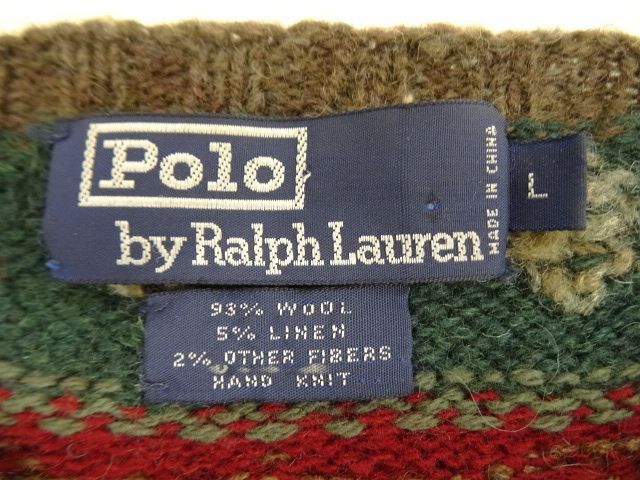 Polo
by Ralph Lauren
MADE IN CHINA
L
93% WOOL
5% LINEN
2% OTHER FIBERS
HAND KNIT